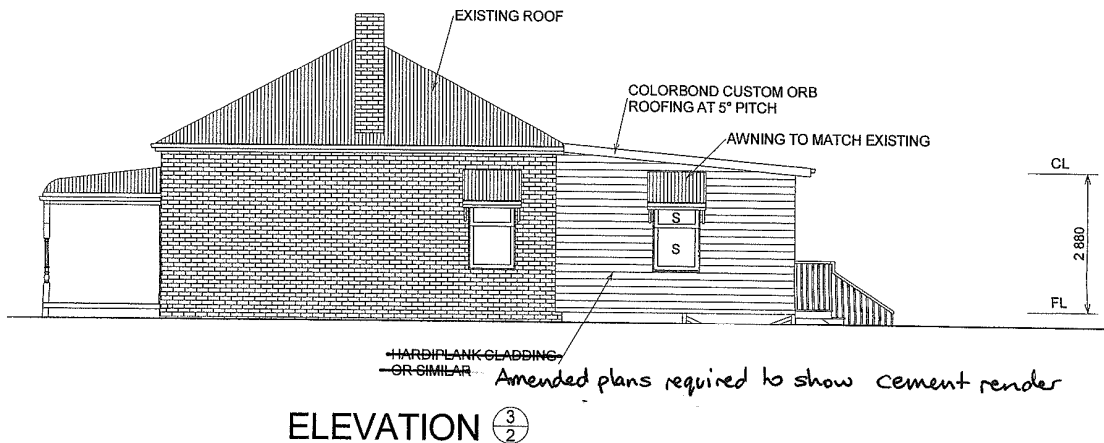 EXISTING ROOF
COLORBOND CUSTOM ORB
ROOFING AT 5° PITCH
AWNING TO MATCH EXISTING
CL
S
S
2 880
FL
HARDIPLANK CLADDING
OR SIMILAR
Amended plans required to show cement render
ELEVATION 3
2